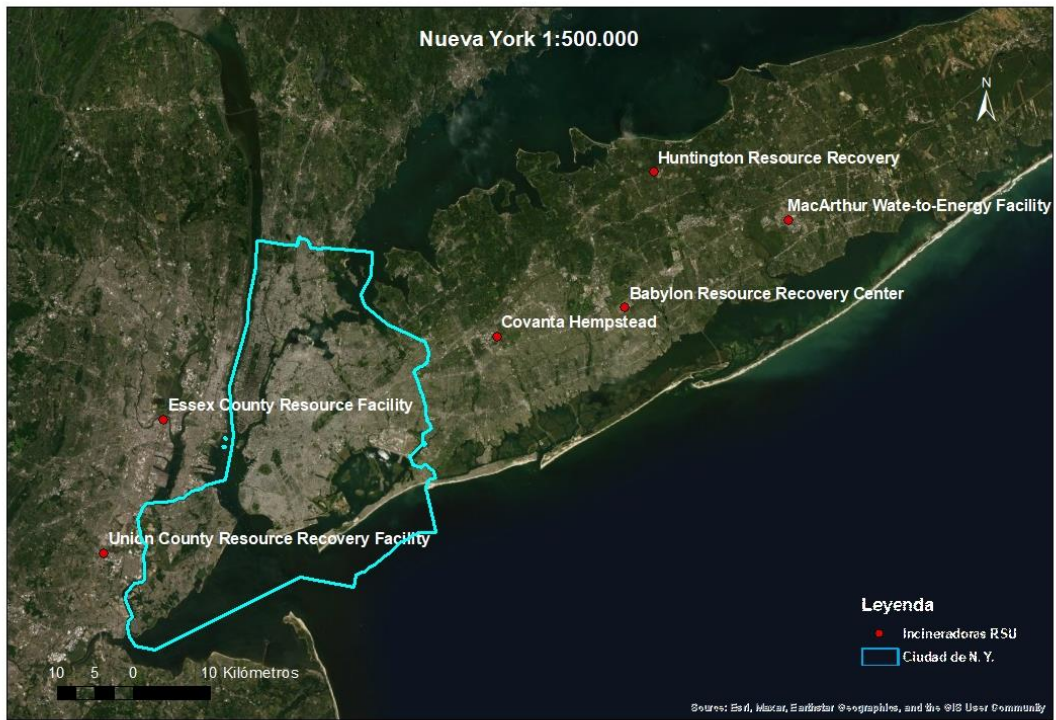 Nueva York 1:500.000
N
Huntington Resource Recovery
MacArthur Wate-to-Energy Facility
Babylon Resource Recovery Center
Covanta Hempstead
Essex County Resource Facility
Union County Resource Recovery Facility
Leyenda
Incineradoras RSU
Ciudad de N. Y.
10 5 0 10 Kilómetros
Source: Esri, Maxar, Earthstar Geographics, and the GIS User Community